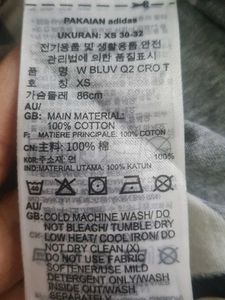 PAKAIAN adidas
UKURAN: XS 30-32
전기용품 및 생활용품 안전
관리법에 의한 품질표시
품 명 W BLUV Q2 CRO T
호 칭 XS
가슴둘레 86cm
AU/
GB: MAIN MATERIAL:
100% COTTON
F: MATIÈRE PRINCIPALE: 100% COTON
CN: 主料: 100% 棉
KOR: 주소재: 면
100%
IND: MATERIAL UTAMA: 100% KATUN
AU/
GB: COLD MACHINE WASH/ DO
NOT BLEACH/ TUMBLE DRY
LOW HEAT/ COOL IRON/ DO
NOT DRY CLEAN (X)
DO NOT USE FABRIC
SOFTENER/USE MILD
DETERGENT ONLY/WASH
INSIDE OUT/WASH